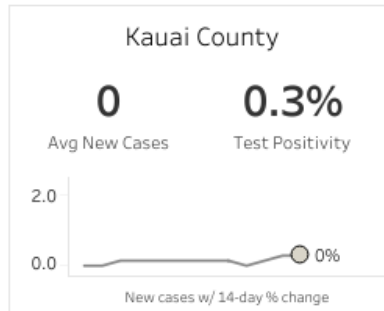 Kauai County
0 0.3%
Avg New Cases Test Positivity
2.0
0.0 0%
New cases w/ 14-day % change